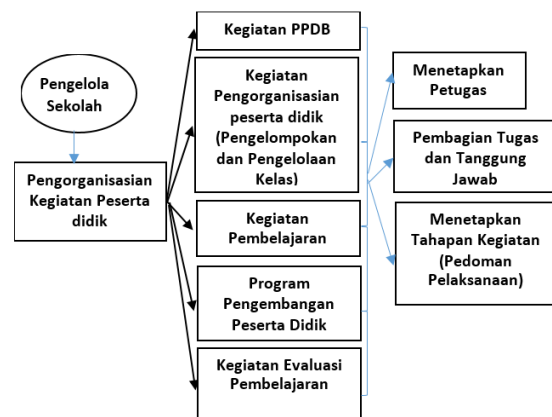 Pengelola
Sekolah
Pengorganisasian
Kegiatan Peserta
didik
Kegiatan PPDB
Kegiatan
Pengorganisasian
peserta didik
(Pengelompokan
dan Pengelolaan
Kelas)
Kegiatan
Pembelajaran
Program
Pengembangan
Peserta Didik
Kegiatan Evaluasi
Pembelajaran
Menetapkan
Petugas
Pembagian Tugas
dan Tanggung
Jawab
Menetapkan
Tahapan Kegiatan
(Pedoman
Pelaksanaan)